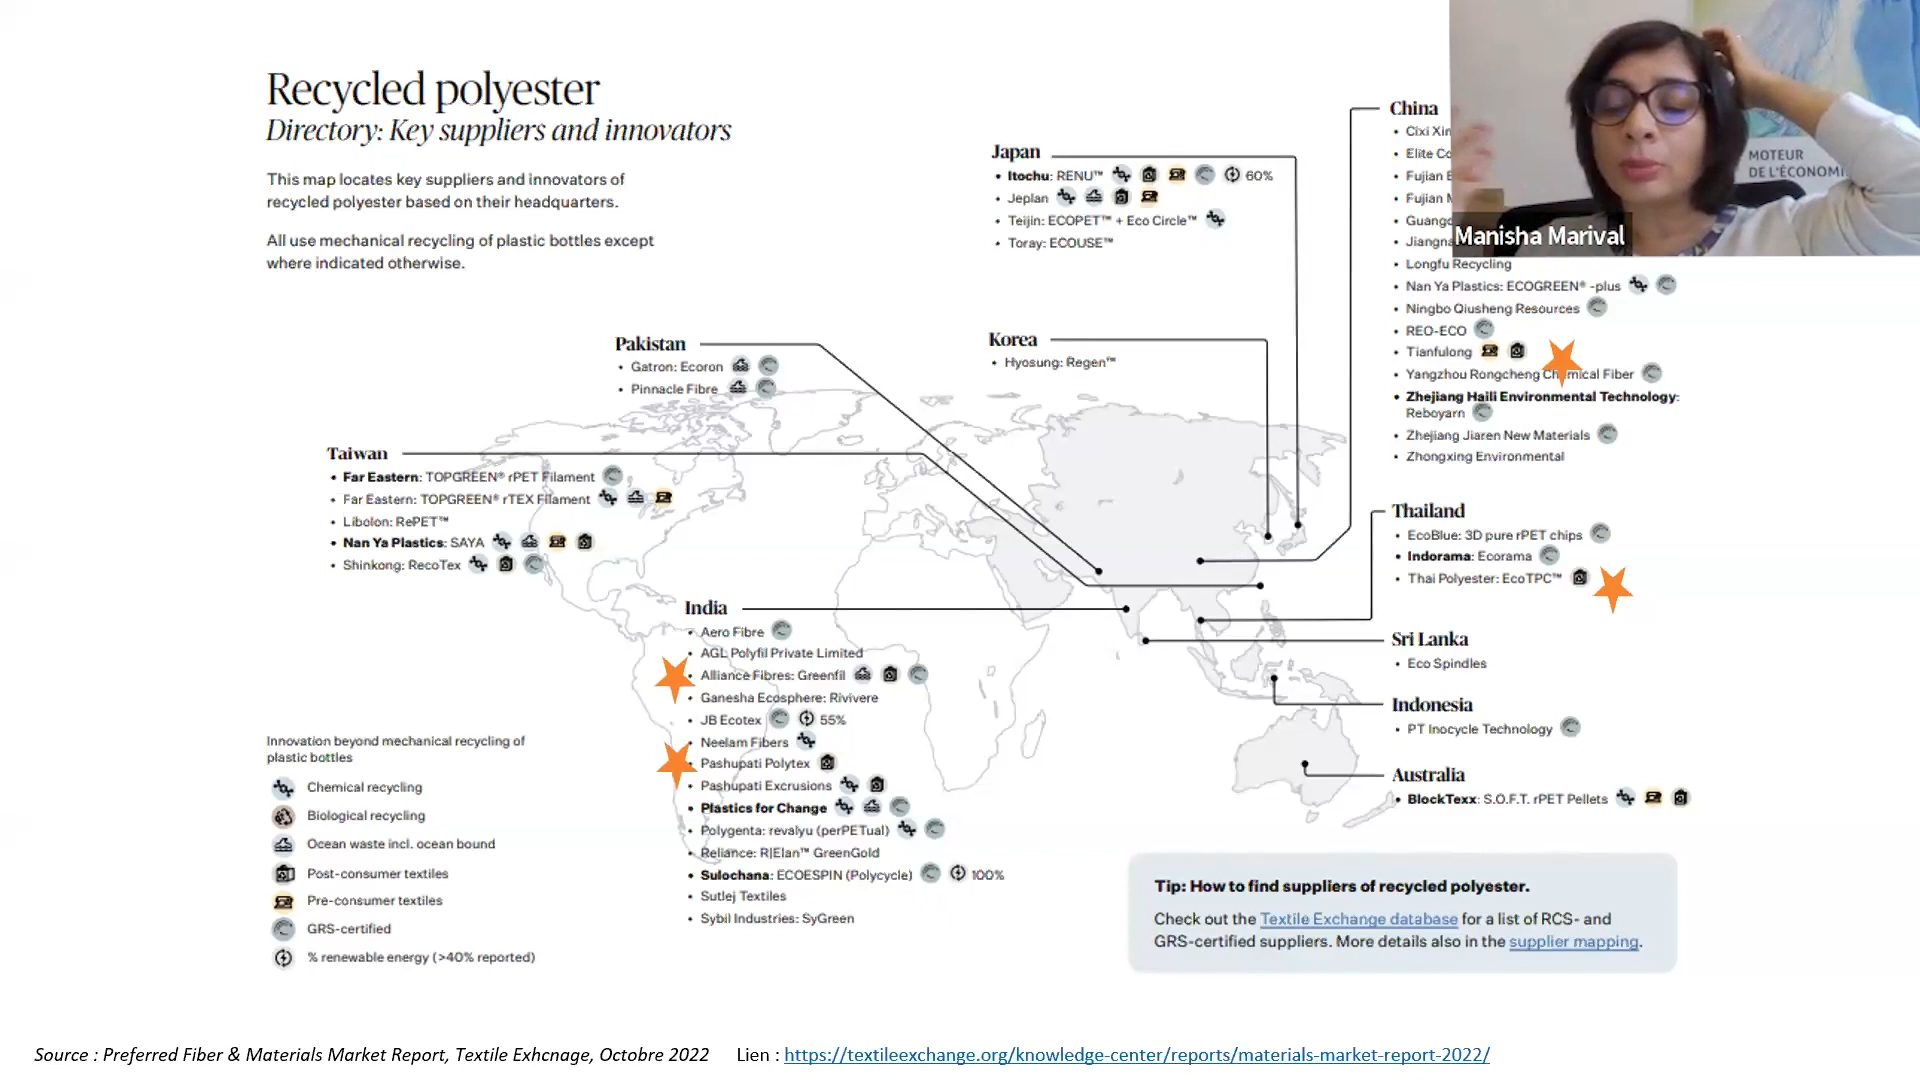 Recycled polyester
Directory: Key suppliers and innovators
This map locates key suppliers and innovators of
recycled polyester based on their headquarters.
All use mechanical recycling of plastic bottles except
where indicated otherwise.
Japan
• Itochu: RENU™ 60%
• Jeplan
• Teijin: ECOPET™ + Eco Circle™
• Toray: ECOUSE™
China
• Cixi
• Elite
• Fujian
• Fujian
•
•
• Longfu Recycling
• Nan Ya Plastics: ECOGREEN® -plus
• Ningbo Qiusheng Resources
• REO-ECO
• Tianfulong
• Yangzhou Rongcheng Chemical Fiber
• Zhejiang Haili Environmental Technology:
Reboyarn
• Zhejiang Jiaren New Materials
• Zhongxing Environmental
MOTEUR
DE L'ÉCONOMI
Manisha Marival
Pakistan
• Gatron: Ecoron
• Pinnacle Fibre
Korea
• Hyosung: Regen™
Taiwan
• Far Eastern: TOPGREEN® rPET Filament
• Far Eastern: TOPGREEN® rTEX Filament
• Libolon: RePET™
• Nan Ya Plastics: SAYA
• Shinkong: RecoTex
Thailand
• EcoBlue: 3D pure rPET chips
• Indorama: Ecorama
• Thai Polyester: EcoTPC™
India
• Aero Fibre
• AGL Polyfil Private Limited
• Alliance Fibres: Greenfil
• Ganesha Ecosphere: Rivivere
• JB Ecotex 55%
• Neelam Fibers
• Pashupati Polytex
• Pashupati Excrusions
• Plastics for Change
• Polygenta: revalyu (perPETual)
• Reliance: R|Elan™ GreenGold
• Sulochana: ECOESPIN (Polycycle) 100%
• Sutlej Textiles
• Sybil Industries: SyGreen
Sri Lanka
• Eco Spindles
Indonesia
• PT Inocycle Technology
Australia
• BlockTexx: S.O.F.T. rPET Pellets
Innovation beyond mechanical recycling of
plastic bottles
Chemical recycling
Biological recycling
Ocean waste incl. ocean bound
Post-consumer textiles
Pre-consumer textiles
GRS-certified
% renewable energy (>40% reported)
Tip: How to find suppliers of recycled polyester.
Check out the Textile Exchange database for a list of RCS- and
GRS-certified suppliers. More details also in the supplier mapping.
Source : Preferred Fiber & Materials Market Report, Textile Exhcnage, Octobre 2022 Lien : https://textileexchange.org/knowledge-center/reports/materials-market-report-2022/